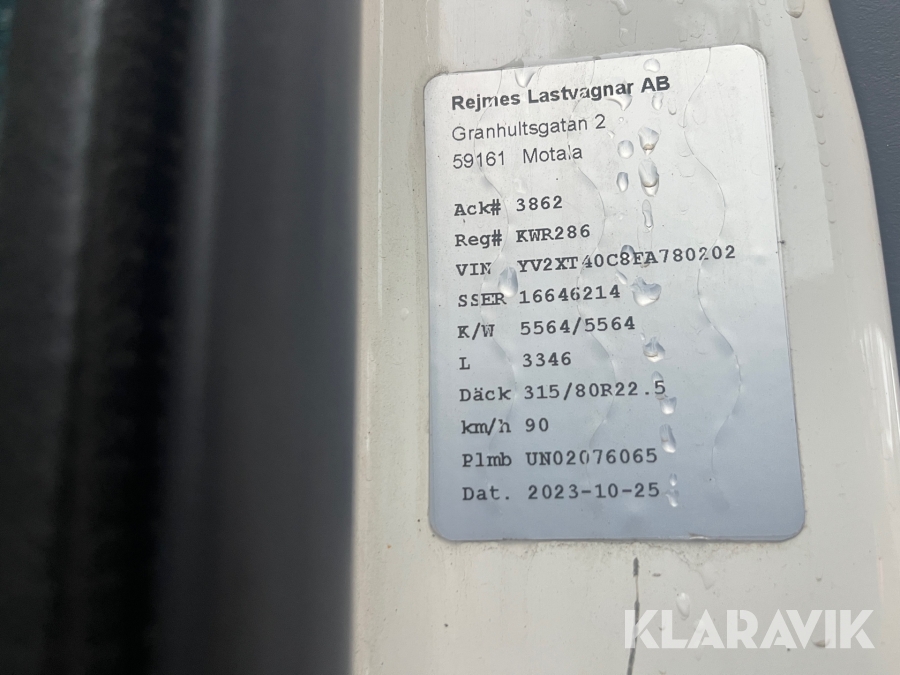 Rejmes Lastvagnar AB
Granhultsgatan 2
59161 Motala
Ack# 3862
Reg# KWR286
VIN YV2XT40C8FA780202
SSER 16646214
K/W 5564/5564
L 3346
Däck 315/80R22.5
km/h 90
Plmb UN02076065
Dat. 2023-10-25
KLARAVIK